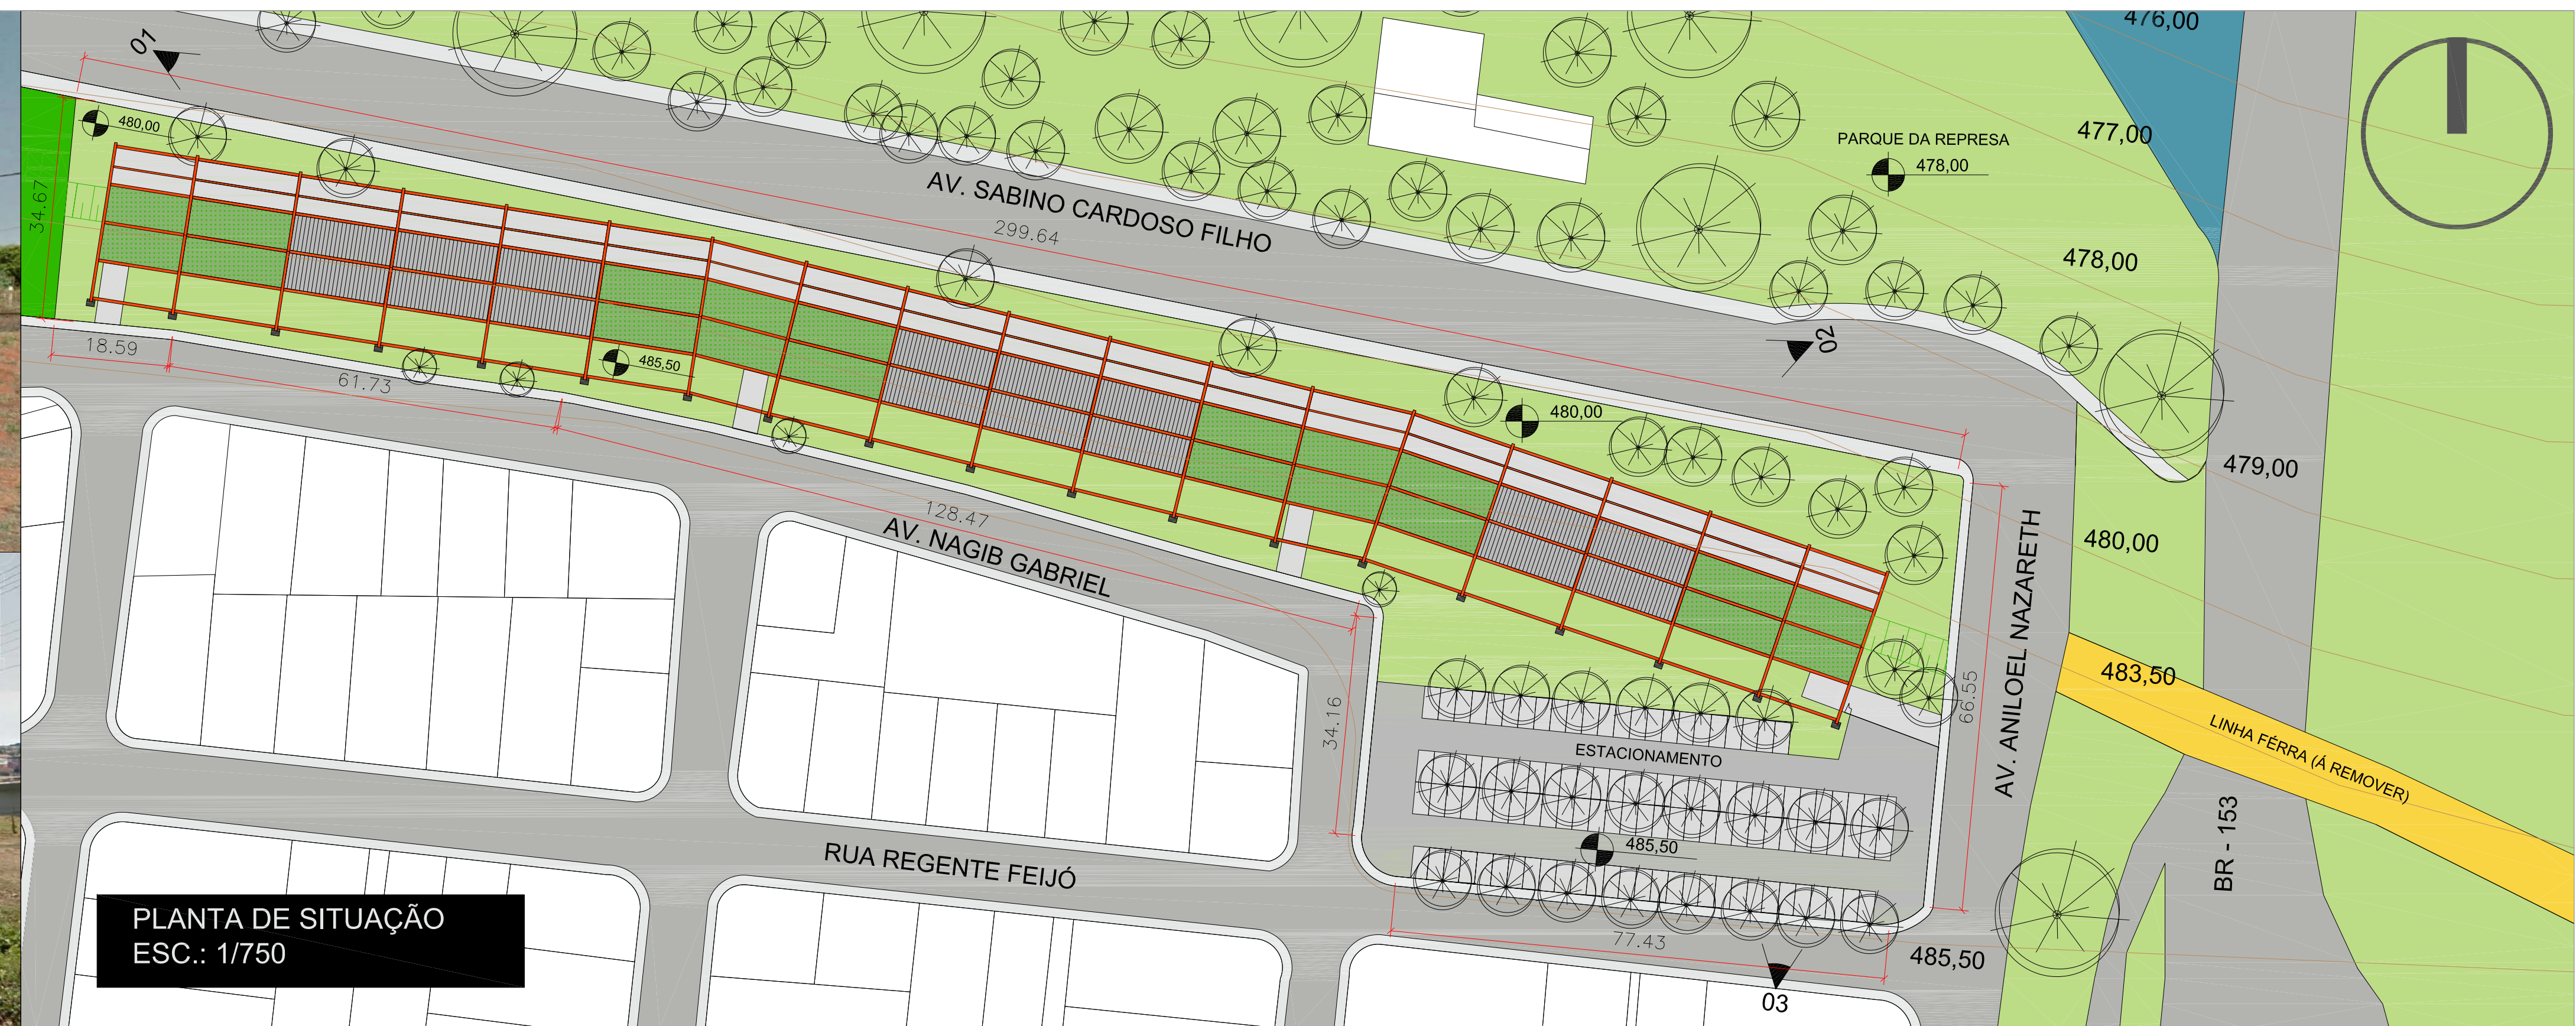 476,00
01
480,00
477,00
PARQUE DA REPRESA
478,00
34.67
AV. SABINO CARDOSO FILHO
299.64
478,00
02
18.59
61.73
485,50
480,00
479,00
128.47
AV. NAGIB GABRIEL
480,00
AV. ANILOEL NAZARETH
66.55
34.16
483,50
LINHA FÉRRA (Á REMOVER)
ESTACIONAMENTO
485,50
BR - 153
RUA REGENTE FEIJÓ
77.43
485,50
03
PLANTA DE SITUAÇÃO
ESC.: 1/750